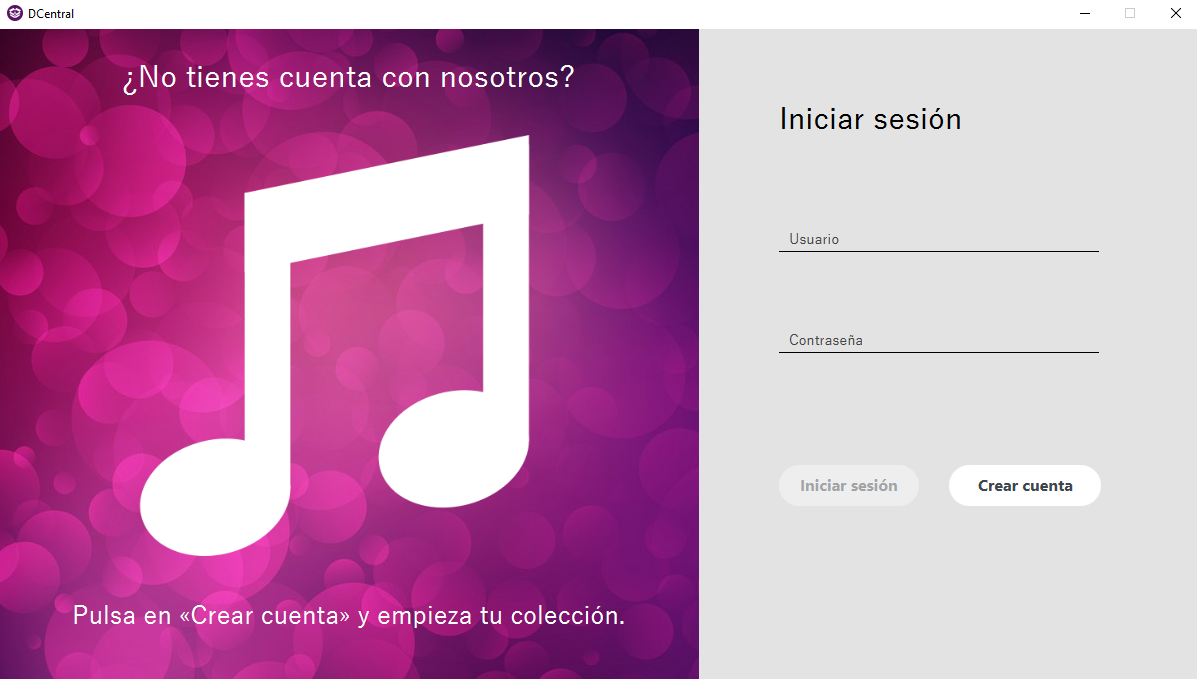 DCentral
¿No tienes cuenta con nosotros?
Pulsa en «Crear cuenta» y empieza tu colección.
Iniciar sesión
Usuario
Contraseña
Iniciar sesión
Crear cuenta